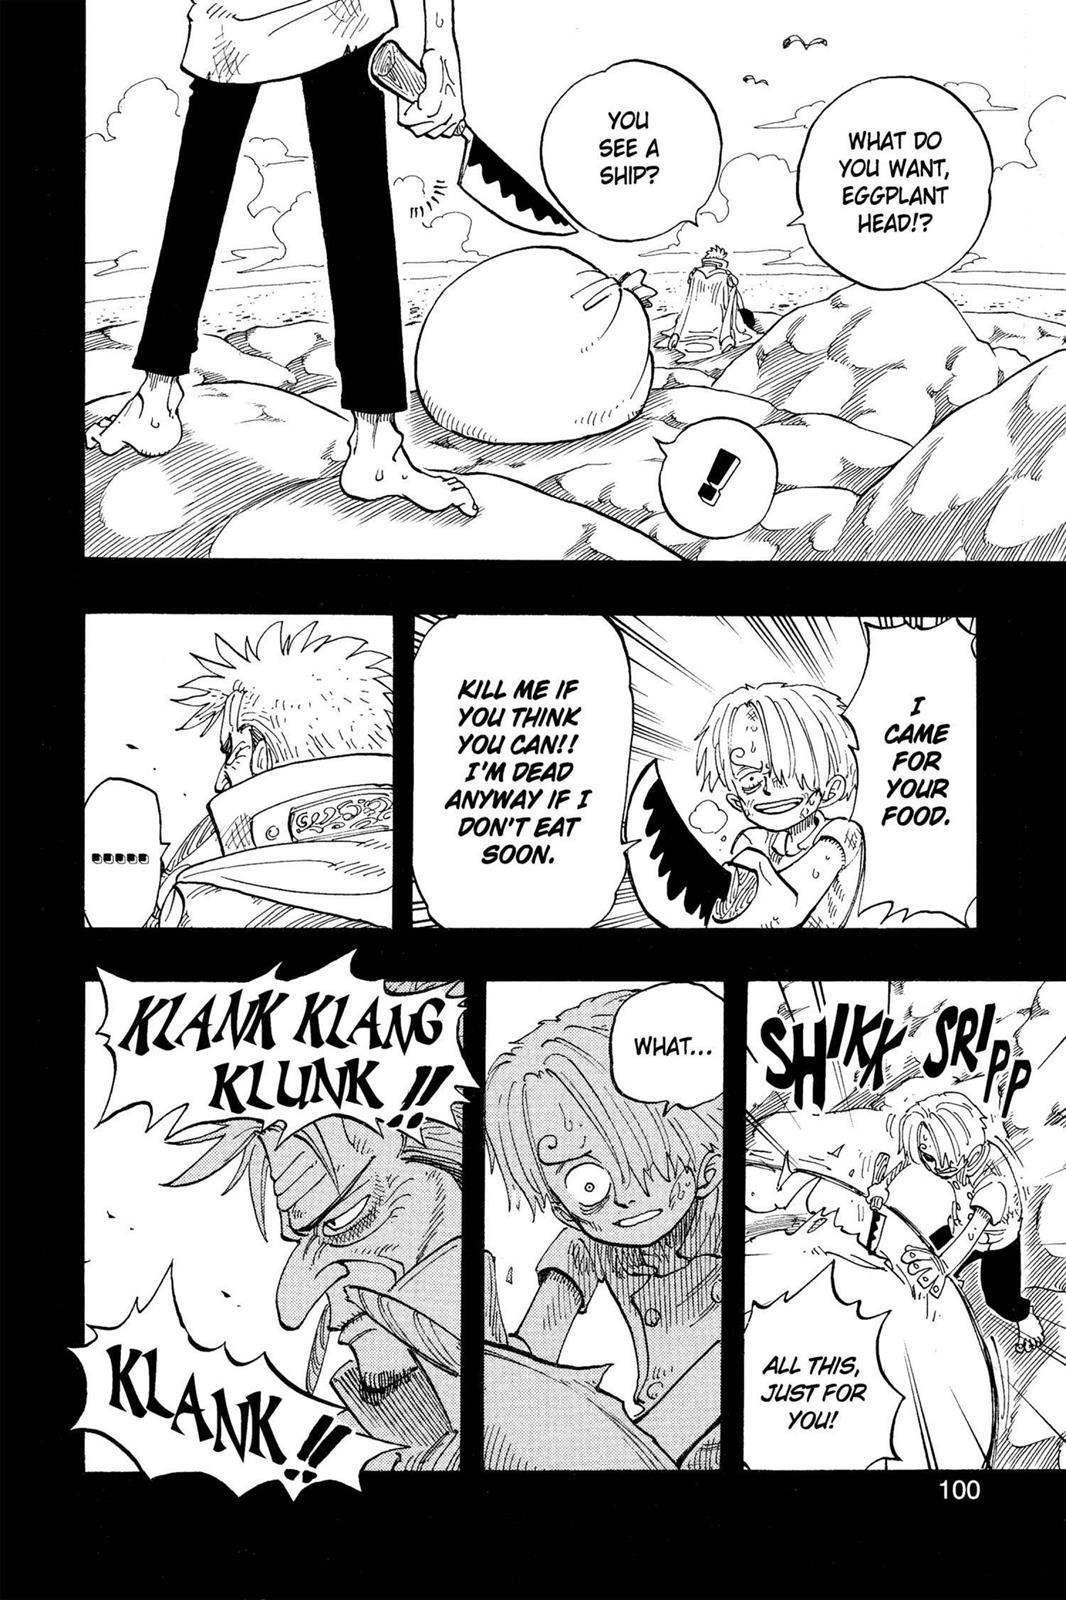 WHAT DO
YOU WANT,
EGGPLANT
HEAD!?
YOU
SEE A
SHIP?
!!
I
CAME
FOR
YOUR
FOOD.
KILL ME IF
YOU THINK
YOU CAN!!
I'M DEAD
ANYWAY IF I
DON'T EAT
SOON.
.....
SHIKK SRIPP
ALL THIS,
JUST FOR
YOU!
WHAT...
KLANK KLANG
KLUNK!!
KLANK!!
100